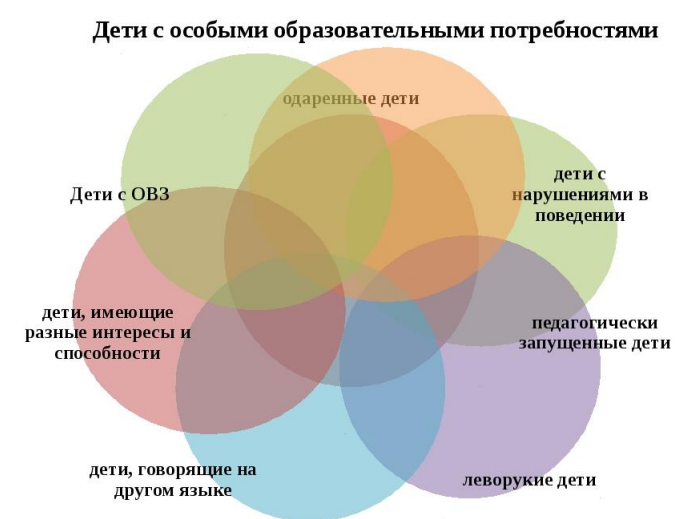 Дети с особыми образовательными потребностями
одаренные дети
дети с
нарушениями в
поведении
Дети с ОВЗ
дети, имеющие
разные интересы и
способности
педагогически
запущенные дети
дети, говорящие на
другом языке
леворукие дети